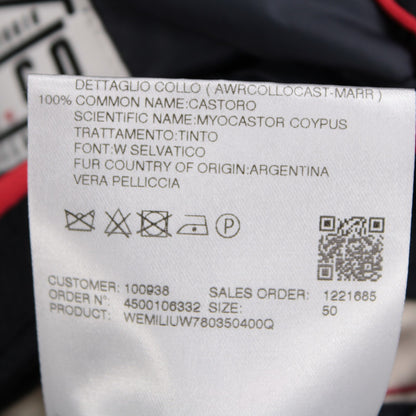 DETTAGLIO COLLO ( AWRCOLLOCAST-MARR )
100% COMMON NAME:CASTORO
SCIENTIFIC NAME:MYOCASTOR COYPUS
TRATTAMENTO:TINTO
FONT:W SELVATICO
FUR COUNTRY OF ORIGIN:ARGENTINA
VERA PELLICCIA
P
CUSTOMER: 100938 SALES ORDER: 1221685
ORDER N°: 4500106332 SIZE: 50
PRODUCT: WEMILIUW780350400Q